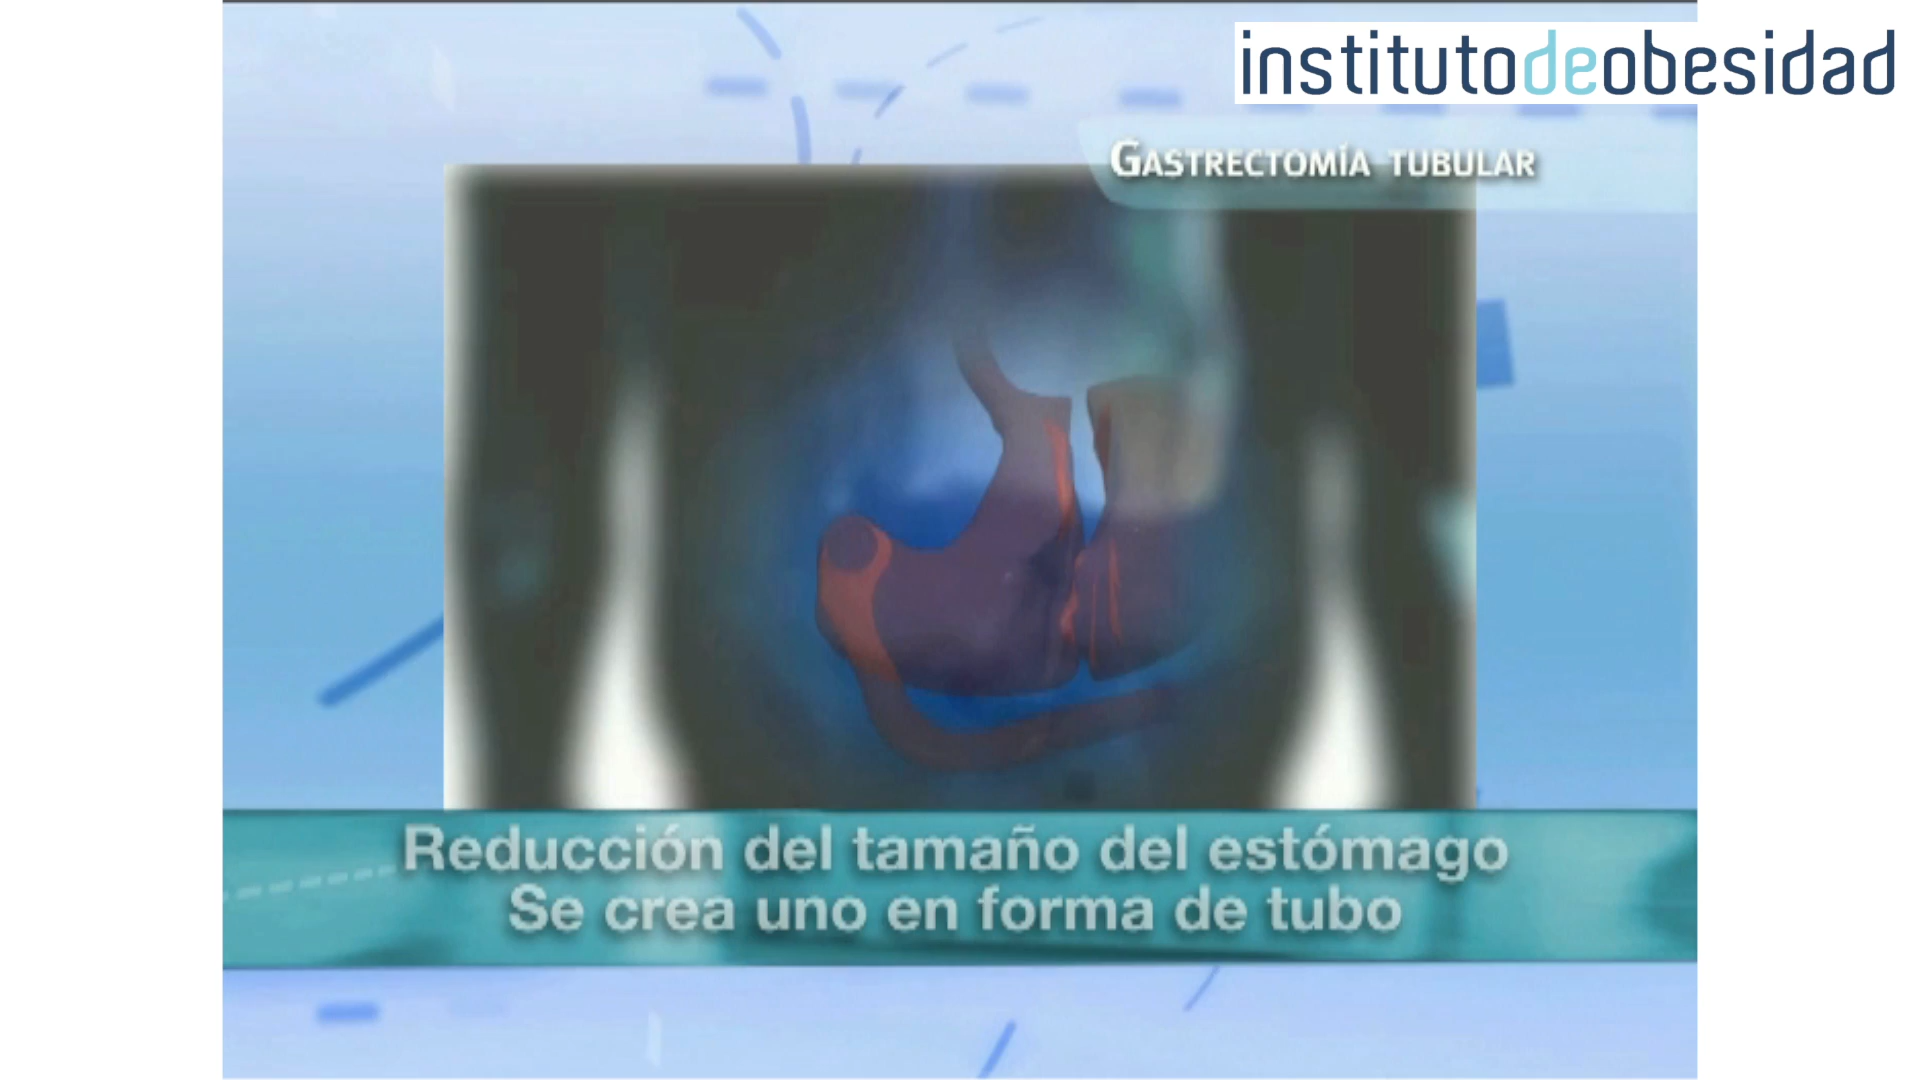 institutodeobesidad
GASTRECTOMÍA TUBULAR
Reducción del tamaño del estómago
Se crea uno en forma de tubo